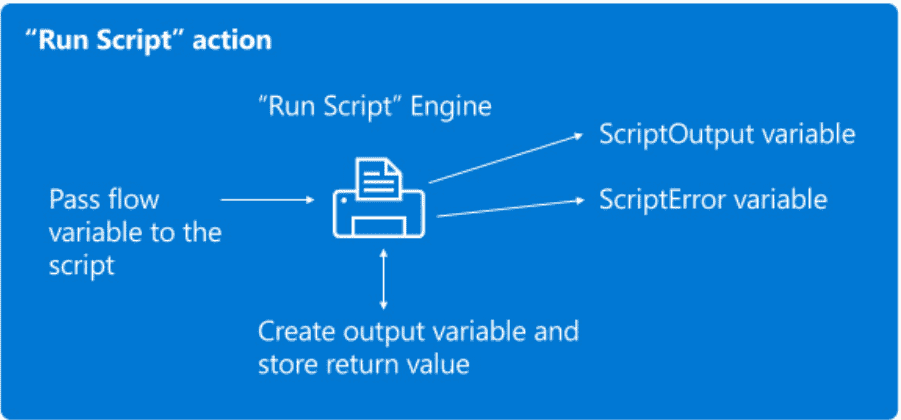 “Run Script” action
“Run Script” Engine
ScriptOutput variable
Pass flow
variable to the
script
ScriptError variable
Create output variable and
store return value